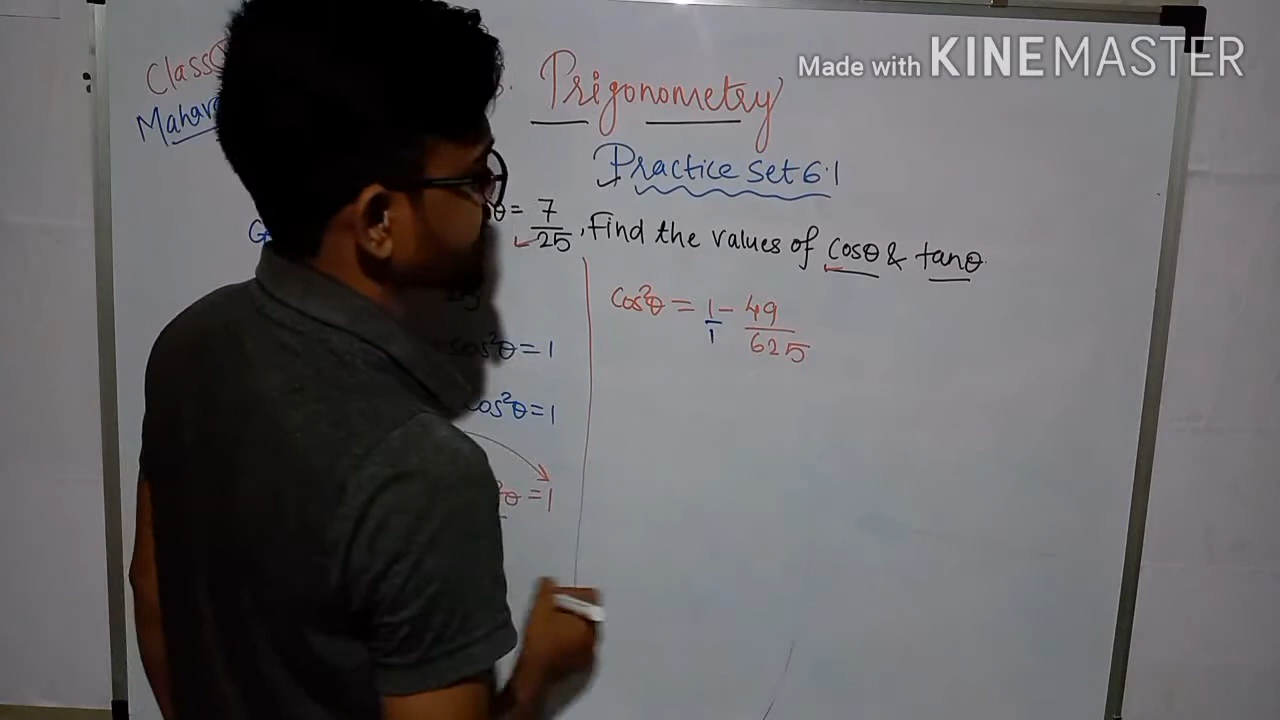 Made with KINEMASTER
Class
Trigonometry
Practice Set 6.1
θ = 7/25, Find the values of cosθ & tanθ.
cos²θ = 1/1 - 49/625
cos²θ = 1
cos²θ = 1
²θ = 1